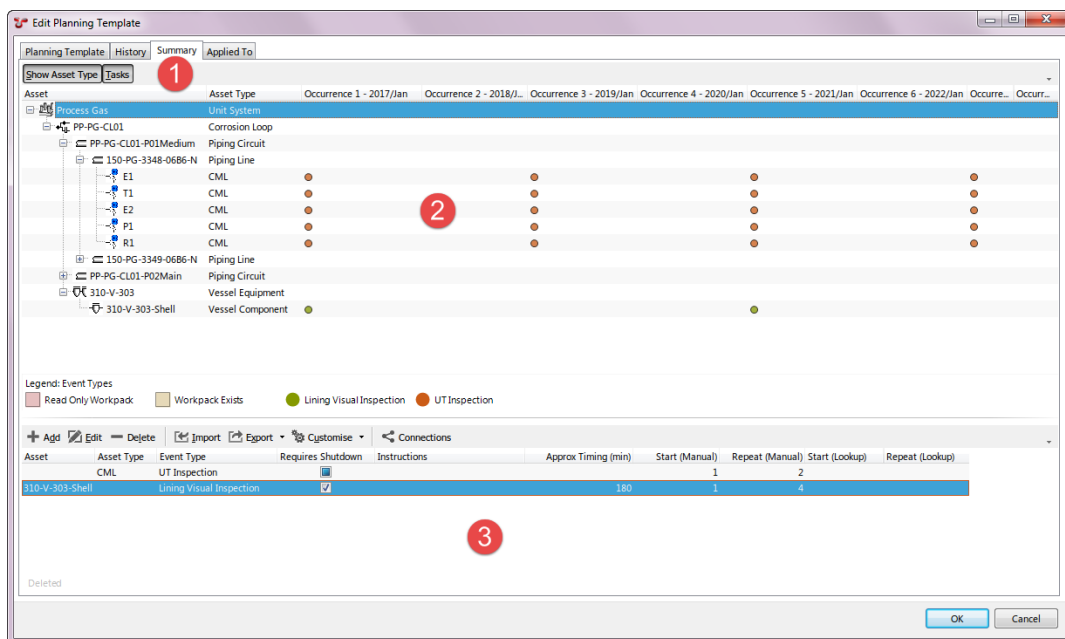 Edit Planning Template
Planning Template History Summary Applied To
Show Asset Type Tasks
1
Asset Asset Type Occurrence 1 - 2017/Jan Occurrence 2 - 2018/J... Occurrence 3 - 2019/Jan Occurrence 4 - 2020/Jan Occurrence 5 - 2021/Jan Occurrence 6 - 2022/Jan Occurre... Occurr...
Process Gas Unit System
PP-PG-CL01 Corrosion Loop
PP-PG-CL01-P01Medium Piping Circuit
150-PG-3348-06B6-N Piping Line
E1 CML
T1 CML
E2 CML
2
P1 CML
R1 CML
150-PG-3349-06B6-N Piping Line
PP-PG-CL01-P02Main Piping Circuit
310-V-303 Vessel Equipment
310-V-303-Shell Vessel Component
Legend: Event Types
Read Only Workpack Workpack Exists Lining Visual Inspection UT Inspection
Add Edit Delete Import Export Customise Connections
Asset Asset Type Event Type Requires Shutdown Instructions Approx Timing (min) Start (Manual) Repeat (Manual) Start (Lookup) Repeat (Lookup)
CML UT Inspection 1 2
310-V-303-Shell Lining Visual Inspection 180 1 4
3
Deleted
OK Cancel